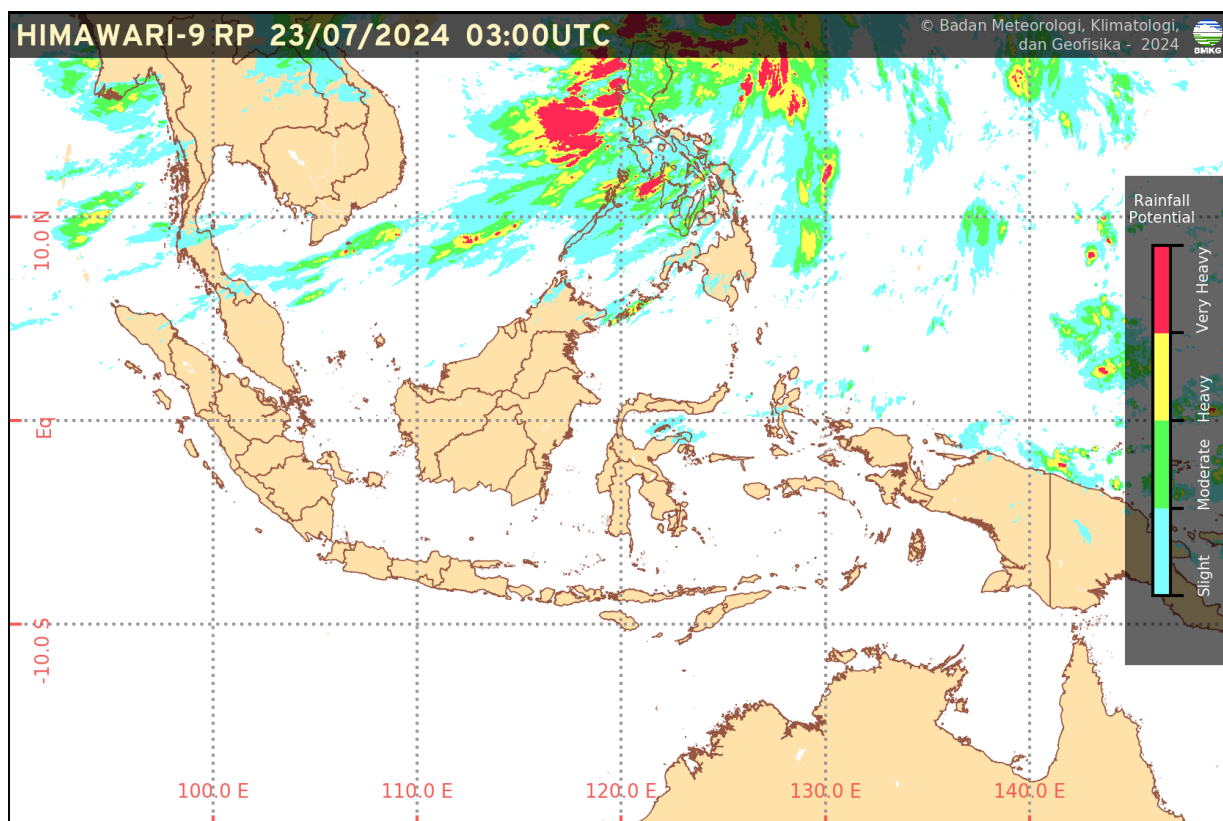 HIMAWARI-9 RP 23/07/2024 03:00UTC
© Badan Meteorologi, Klimatologi,
dan Geofisika - 2024
BMKG
Rainfall
Potential
Very Heavy
Heavy
Moderate
Slight
10.0 N
Eq
-10.0 S
100.0 E
110.0 E
120.0 E
130.0 E
140.0 E